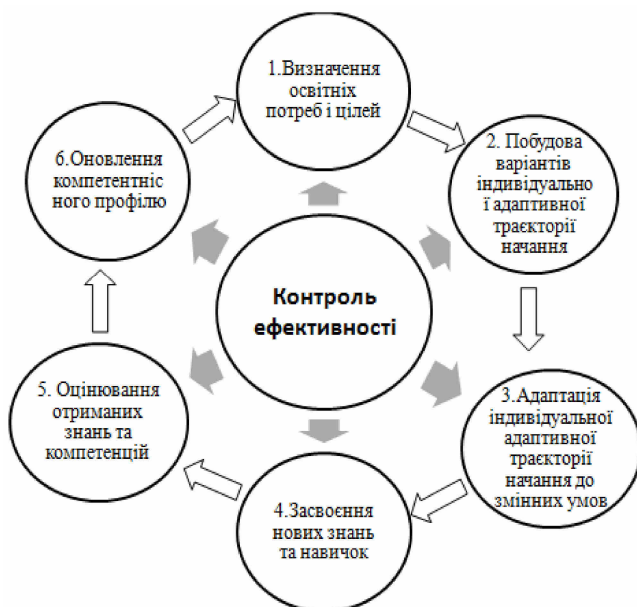 1.Визначення
освітніх
потреб і цілей
2. Побудова
варіантів
індивідуально
ї адаптивної
траєкторії
начання
3.Адаптація
індивідуальної
адаптивної
траєкторії
начання до
змінних умов
4.Засвоєння
нових знань
та навичок
5. Оцінювання
отриманих
знань та
компетенцій
6.Оновлення
компетентніс
ного профілю
Контроль
ефективності